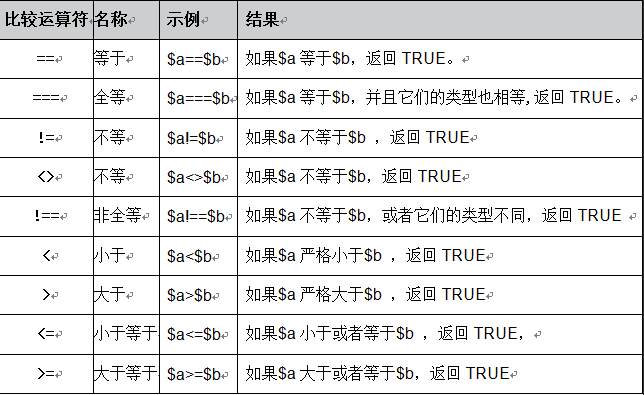 比较运算符 名称 示例 结果
== 等于 $a==$b 如果$a 等于$b，返回 TRUE。
=== 全等 $a===$b 如果$a 等于$b，并且它们的类型也相等,返回 TRUE。
!= 不等 $a!=$b 如果$a 不等于$b ，返回 TRUE
<> 不等 $a<>$b 如果$a 不等于$b，返回 TRUE
!== 非全等 $a!==$b 如果$a 不等于$b，或者它们的类型不同，返回 TRUE
< 小于 $a<$b 如果$a 严格小于$b ，返回 TRUE
> 大于 $a>$b 如果$a 严格大于$b ，返回 TRUE
<= 小于等于 $a<=$b 如果$a 小于或者等于$b ，返回 TRUE，
>= 大于等于 $a>=$b 如果$a 大于或者等于$b，返回 TRUE